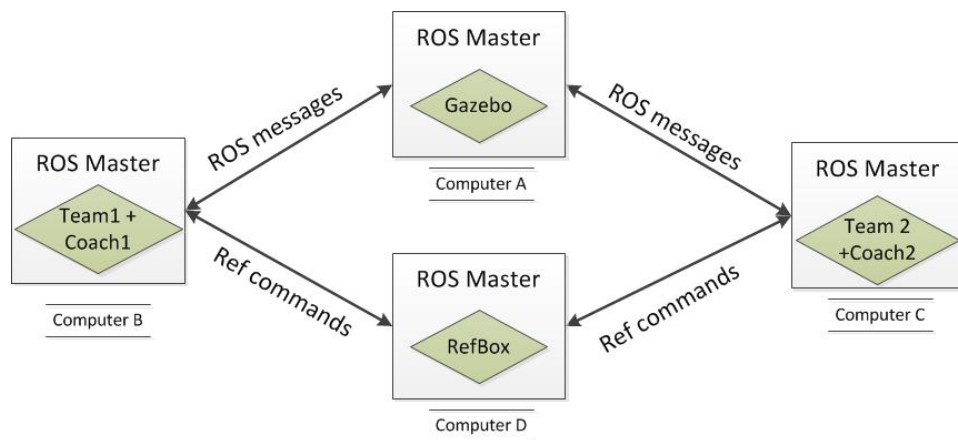 ROS Master
Gazebo
Computer A
ROS messages
ROS messages
ROS Master
Team1 +
Coach1
Computer B
ROS Master
Team 2
+Coach2
Computer C
Ref commands
Ref commands
ROS Master
RefBox
Computer D